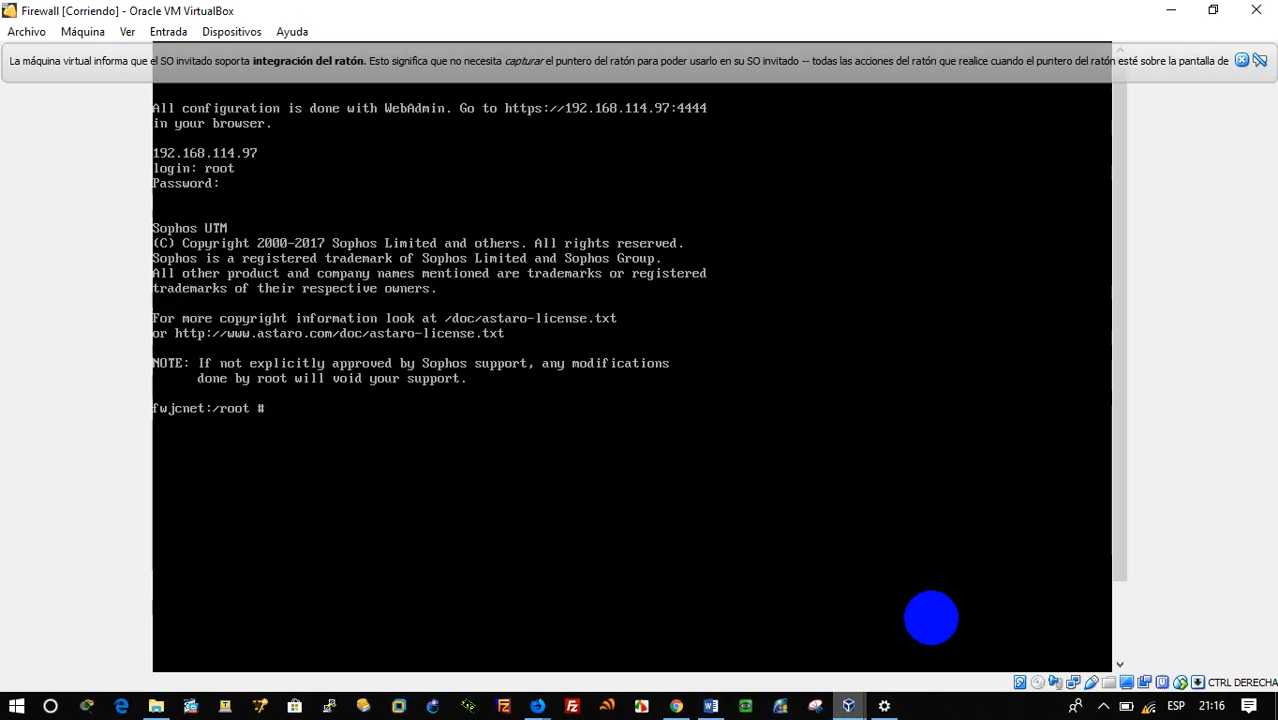 Firewall [Corriendo] - Oracle VM VirtualBox
Archivo Máquina Ver Entrada Dispositivos Ayuda
La máquina virtual informa que el SO invitado soporta integración del ratón. Esto significa que no necesita capturar el puntero del ratón para poder usarlo en su SO invitado -- todas las acciones del ratón que realice cuando el puntero del ratón esté sobre la pantalla de
All configuration is done with WebAdmin. Go to https://192.168.114.97:4444
in your browser.
192.168.114.97
login: root
Password:
Sophos UTM
(C) Copyright 2000-2017 Sophos Limited and others. All rights reserved.
Sophos is a registered trademark of Sophos Limited and Sophos Group.
All other product and company names mentioned are trademarks or registered
trademarks of their respective owners.
For more copyright information look at /doc/astaro-license.txt
or http://www.astaro.com/doc/astaro-license.txt
NOTE: If not explicitly approved by Sophos support, any modifications
done by root will void your support.
fwjcnet:/root #
CTRL DERECHA
ESP 21:16